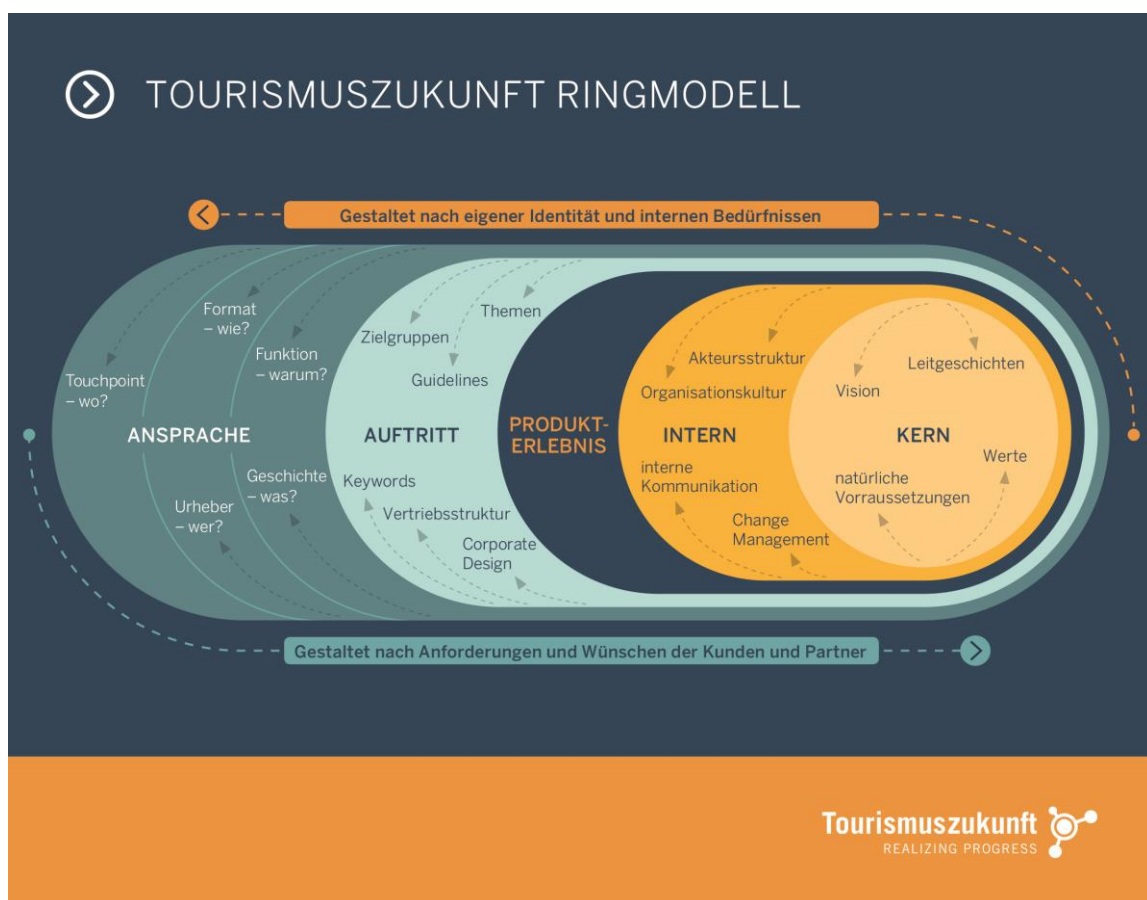 TOURISMUSZUKUNFT RINGMODELL
Gestaltet nach eigener Identität und internen Bedürfnissen
Touchpoint
– wo?
Format
– wie?
Funktion
– warum?
ANSPRACHE
Urheber
– wer?
Geschichte
– was?
Zielgruppen
Themen
Guidelines
AUFTRITT
Keywords
Vertriebsstruktur
Corporate
Design
PRODUKT-
ERLEBNIS
Akteursstruktur
Organisationskultur
INTERN
interne
Kommunikation
Change
Management
Leitgeschichten
Vision
KERN
Werte
natürliche
Vorraussetzungen
Gestaltet nach Anforderungen und Wünschen der Kunden und Partner
Tourismuszukunft
REALIZING PROGRESS